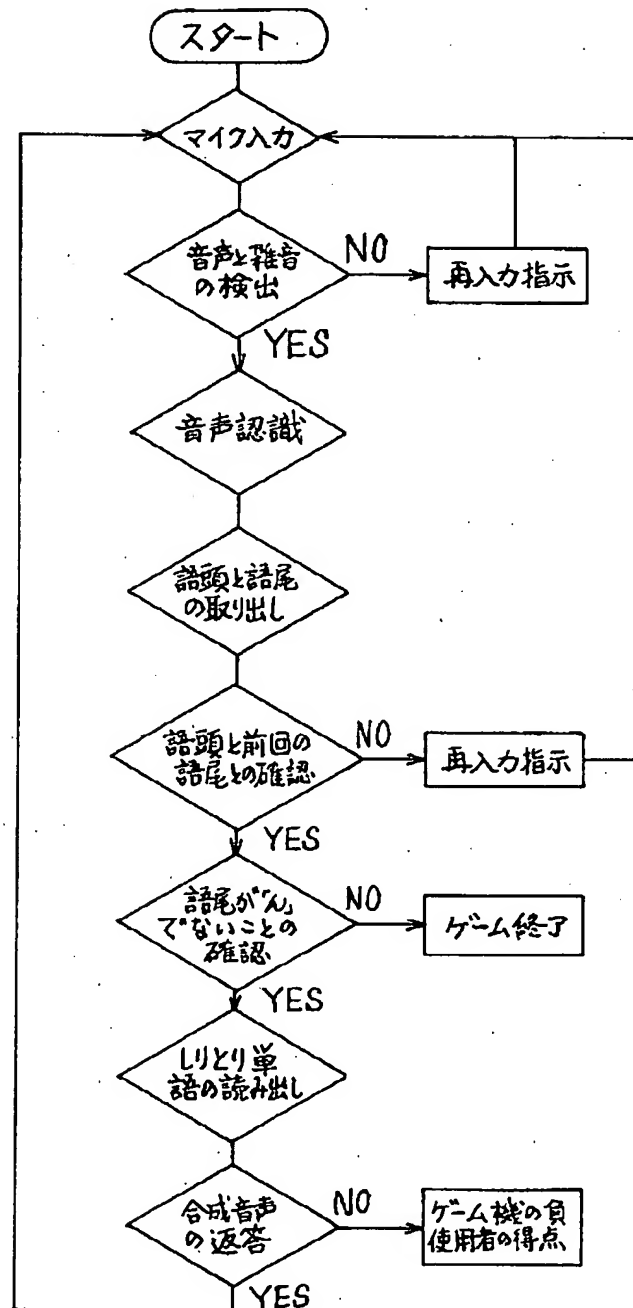 スタート
マイク入力
音声と雑音
の検出
NO
再入力指示
YES
音声認識
語頭と語尾
の取り出し
語頭と前回の
語尾との確認
NO
再入力指示
YES
語尾が「ん」
でないことの
確認
NO
ゲーム終了
YES
しりとり単
語の読み出し
合成音声
の返答
NO
ゲーム機の負
使用者の得点
YES